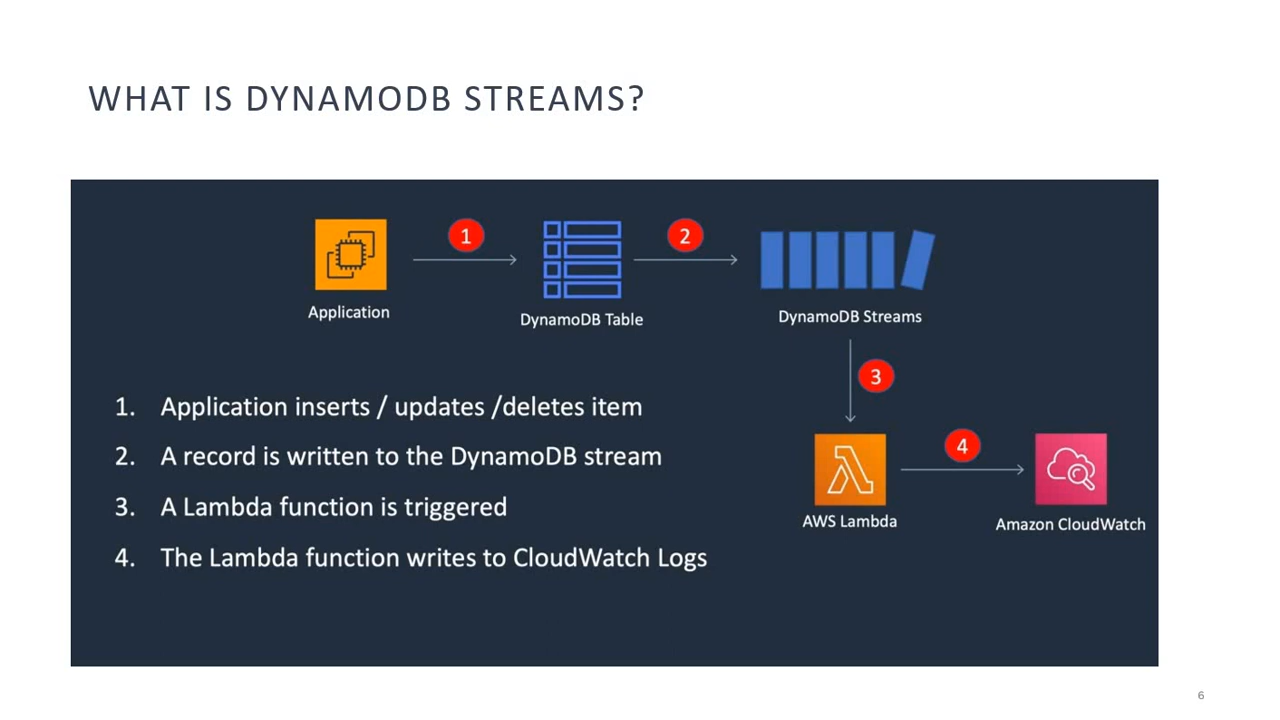 WHAT IS DYNAMODB STREAMS?
1
2
Application
DynamoDB Table
DynamoDB Streams
3
1. Application inserts / updates /deletes item
2. A record is written to the DynamoDB stream
3. A Lambda function is triggered
4. The Lambda function writes to CloudWatch Logs
4
AWS Lambda
Amazon CloudWatch
6